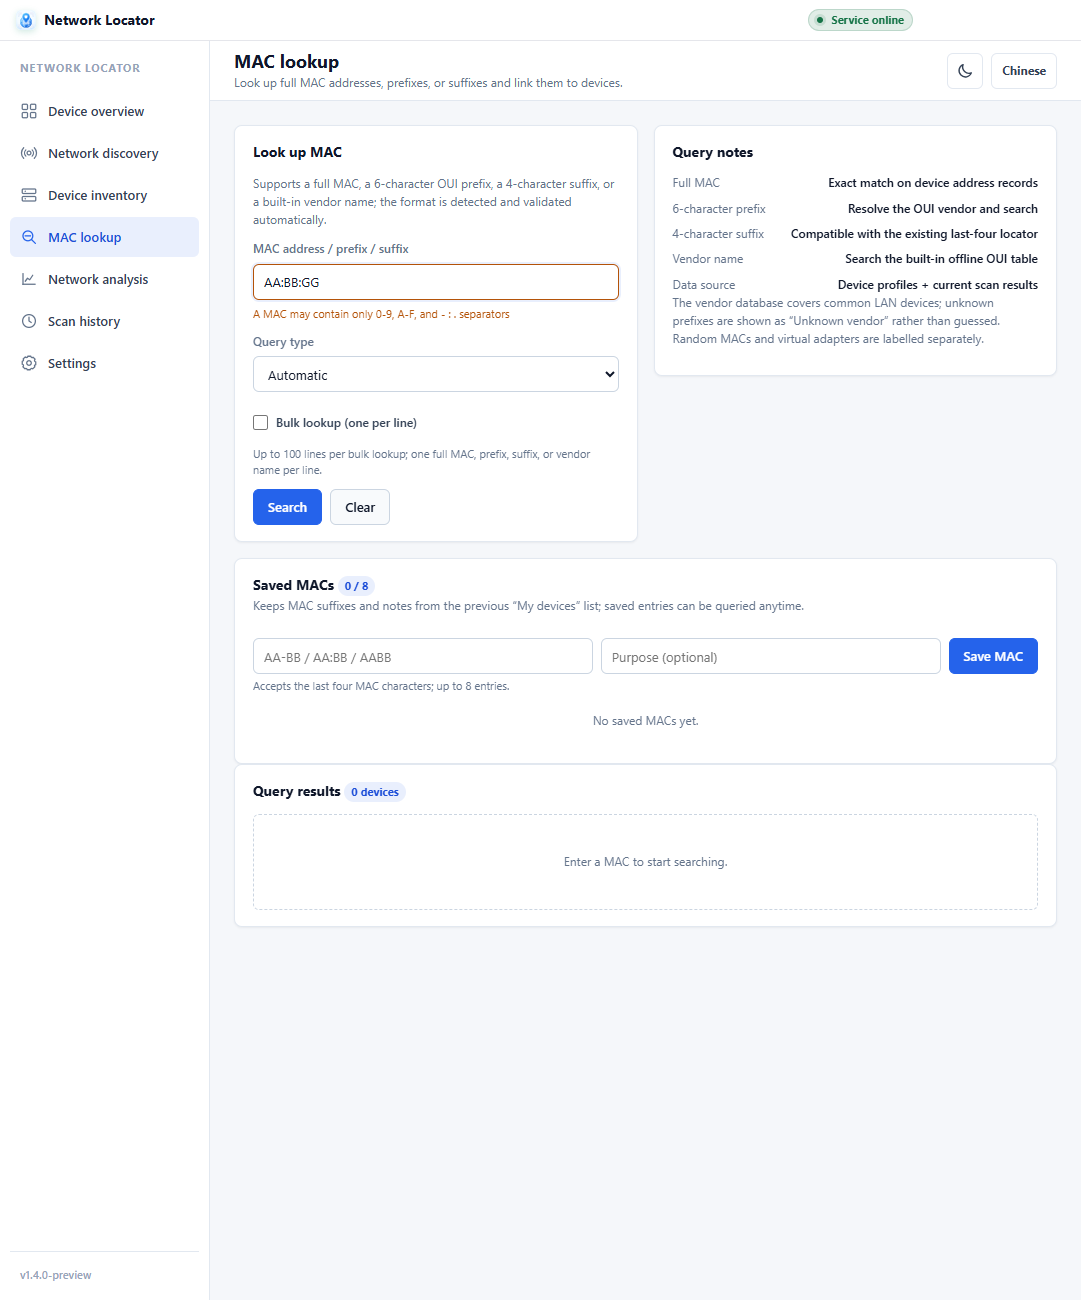 Network Locator
Service online
NETWORK LOCATOR
Device overview
Network discovery
Device inventory
MAC lookup
Network analysis
Scan history
Settings
v1.4.0-preview
MAC lookup
Look up full MAC addresses, prefixes, or suffixes and link them to devices.
Chinese
Look up MAC
Supports a full MAC, a 6-character OUI prefix, a 4-character suffix, or
a built-in vendor name; the format is detected and validated
automatically.
MAC address / prefix / suffix
AA:BB:GG
A MAC may contain only 0-9, A-F, and - : . separators
Query type
Automatic
Bulk lookup (one per line)
Up to 100 lines per bulk lookup; one full MAC, prefix, suffix, or vendor
name per line.
Search
Clear
Query notes
Full MAC Exact match on device address records
6-character prefix Resolve the OUI vendor and search
4-character suffix Compatible with the existing last-four locator
Vendor name Search the built-in offline OUI table
Data source Device profiles + current scan results
The vendor database covers common LAN devices; unknown
prefixes are shown as “Unknown vendor” rather than guessed.
Random MACs and virtual adapters are labelled separately.
Saved MACs 0 / 8
Keeps MAC suffixes and notes from the previous “My devices” list; saved entries can be queried anytime.
AA-BB / AA:BB / AABB
Purpose (optional)
Save MAC
Accepts the last four MAC characters; up to 8 entries.
No saved MACs yet.
Query results 0 devices
Enter a MAC to start searching.